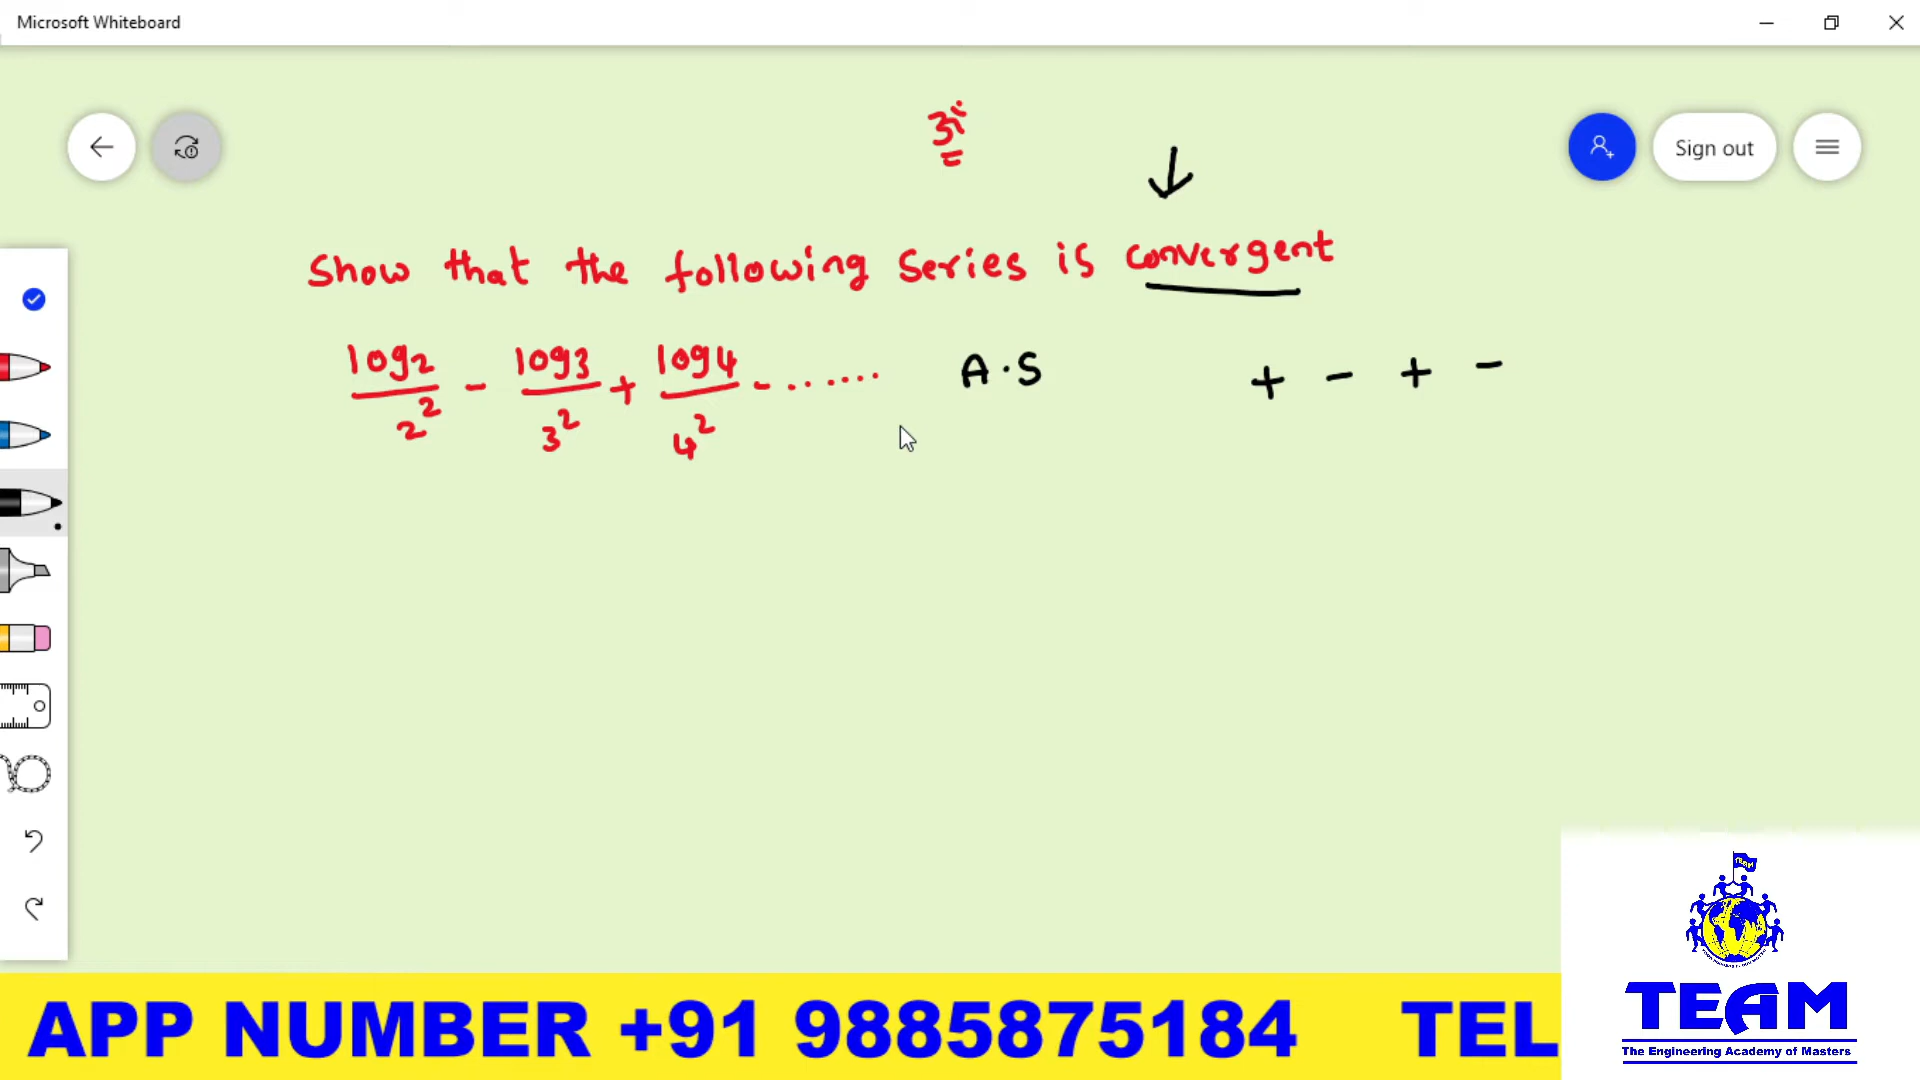 Microsoft Whiteboard
Sign out
show that the following series is convergent
log2/2² - log3/3² + log4/4² - ....... A.S + - + -
APP NUMBER +91 9885875184 TEL
TEAM
The Engineering Academy of Masters